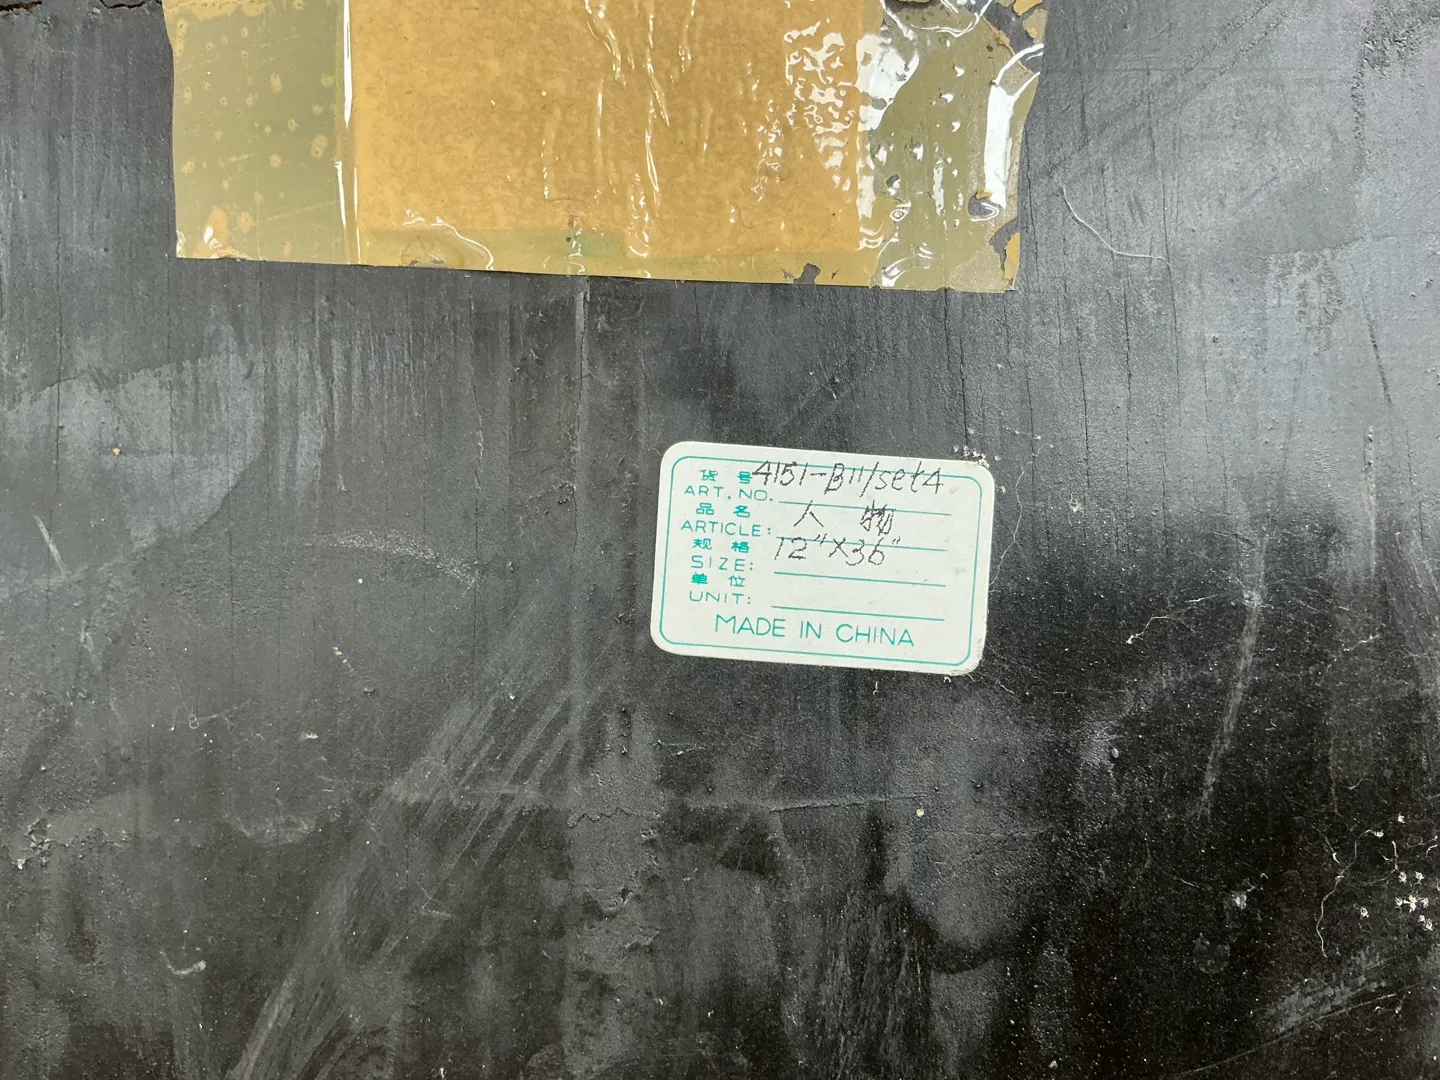 货 号 4151-B11/set4
ART. NO.
品 名 人 物
ARTICLE:
规 格 12"X36"
SIZE:
单 位
UNIT:
MADE IN CHINA